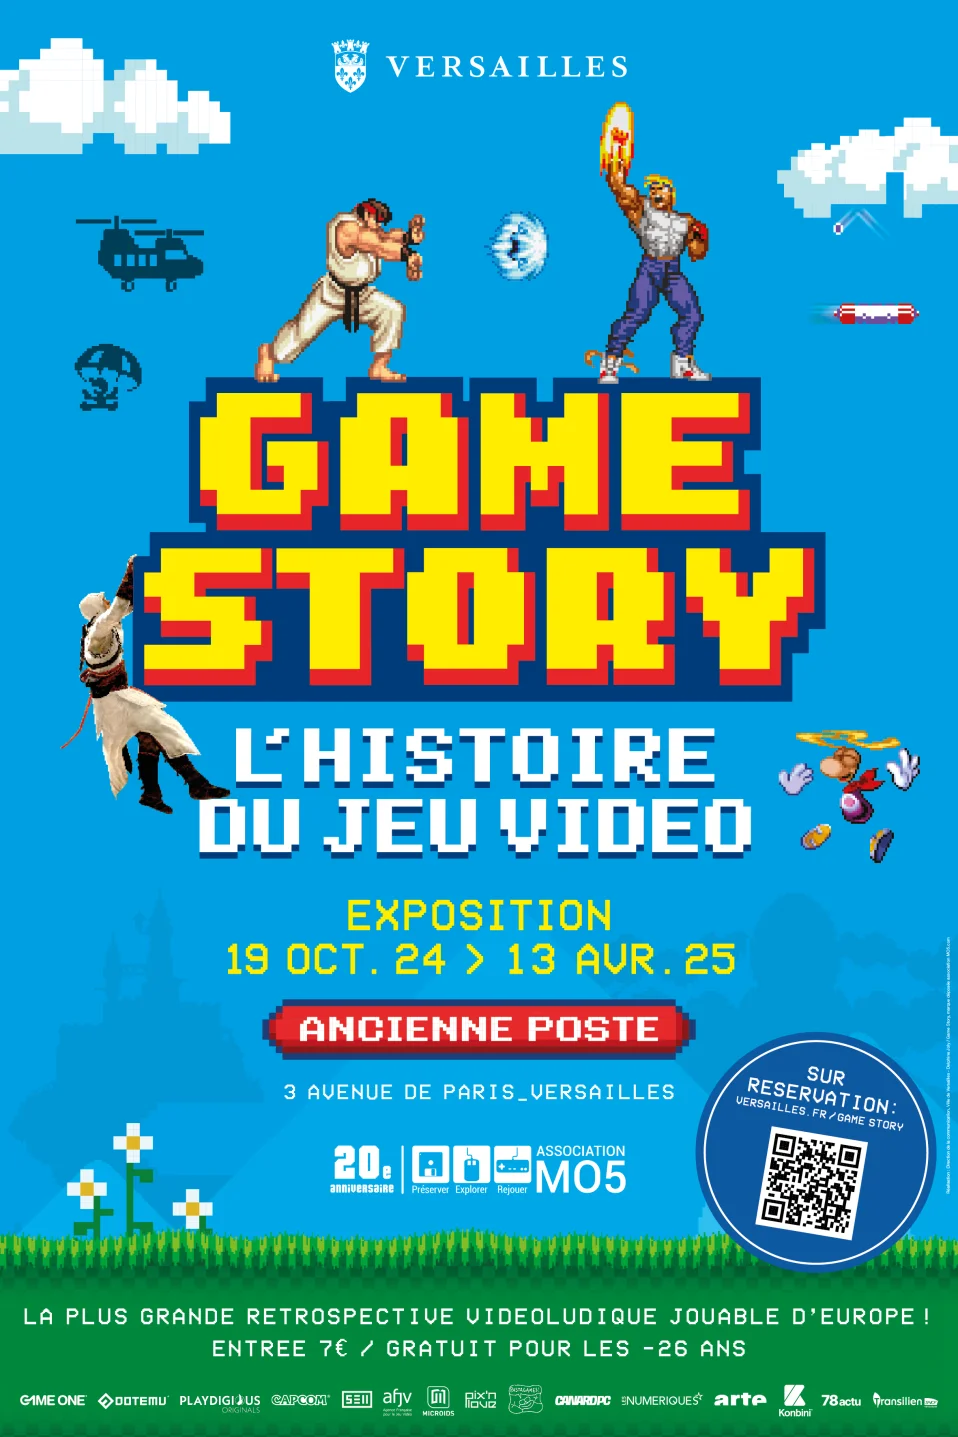 VERSAILLES
GAME
STORY
L'HISTOIRE
DU JEU VIDEO
EXPOSITION
19 OCT. 24 > 13 AVR. 25
ANCIENNE POSTE
3 AVENUE DE PARIS_VERSAILLES
SUR
RESERVATION:
VERSAILLES.FR/GAME STORY
20e
anniversaire
Préserver Explorer Rejouer
ASSOCIATION
MO5
LA PLUS GRANDE RETROSPECTIVE VIDEOLUDIQUE JOUABLE D'EUROPE !
ENTREE 7€ / GRATUIT POUR LES -26 ANS
GAME ONE DOTEMU PLAYDIGIOUS ORIGINALS CAPCOM SELL afjv MICROIDS pix'n love CANARDPC LES NUMERIQUES arte Konbini 78actu Transilien